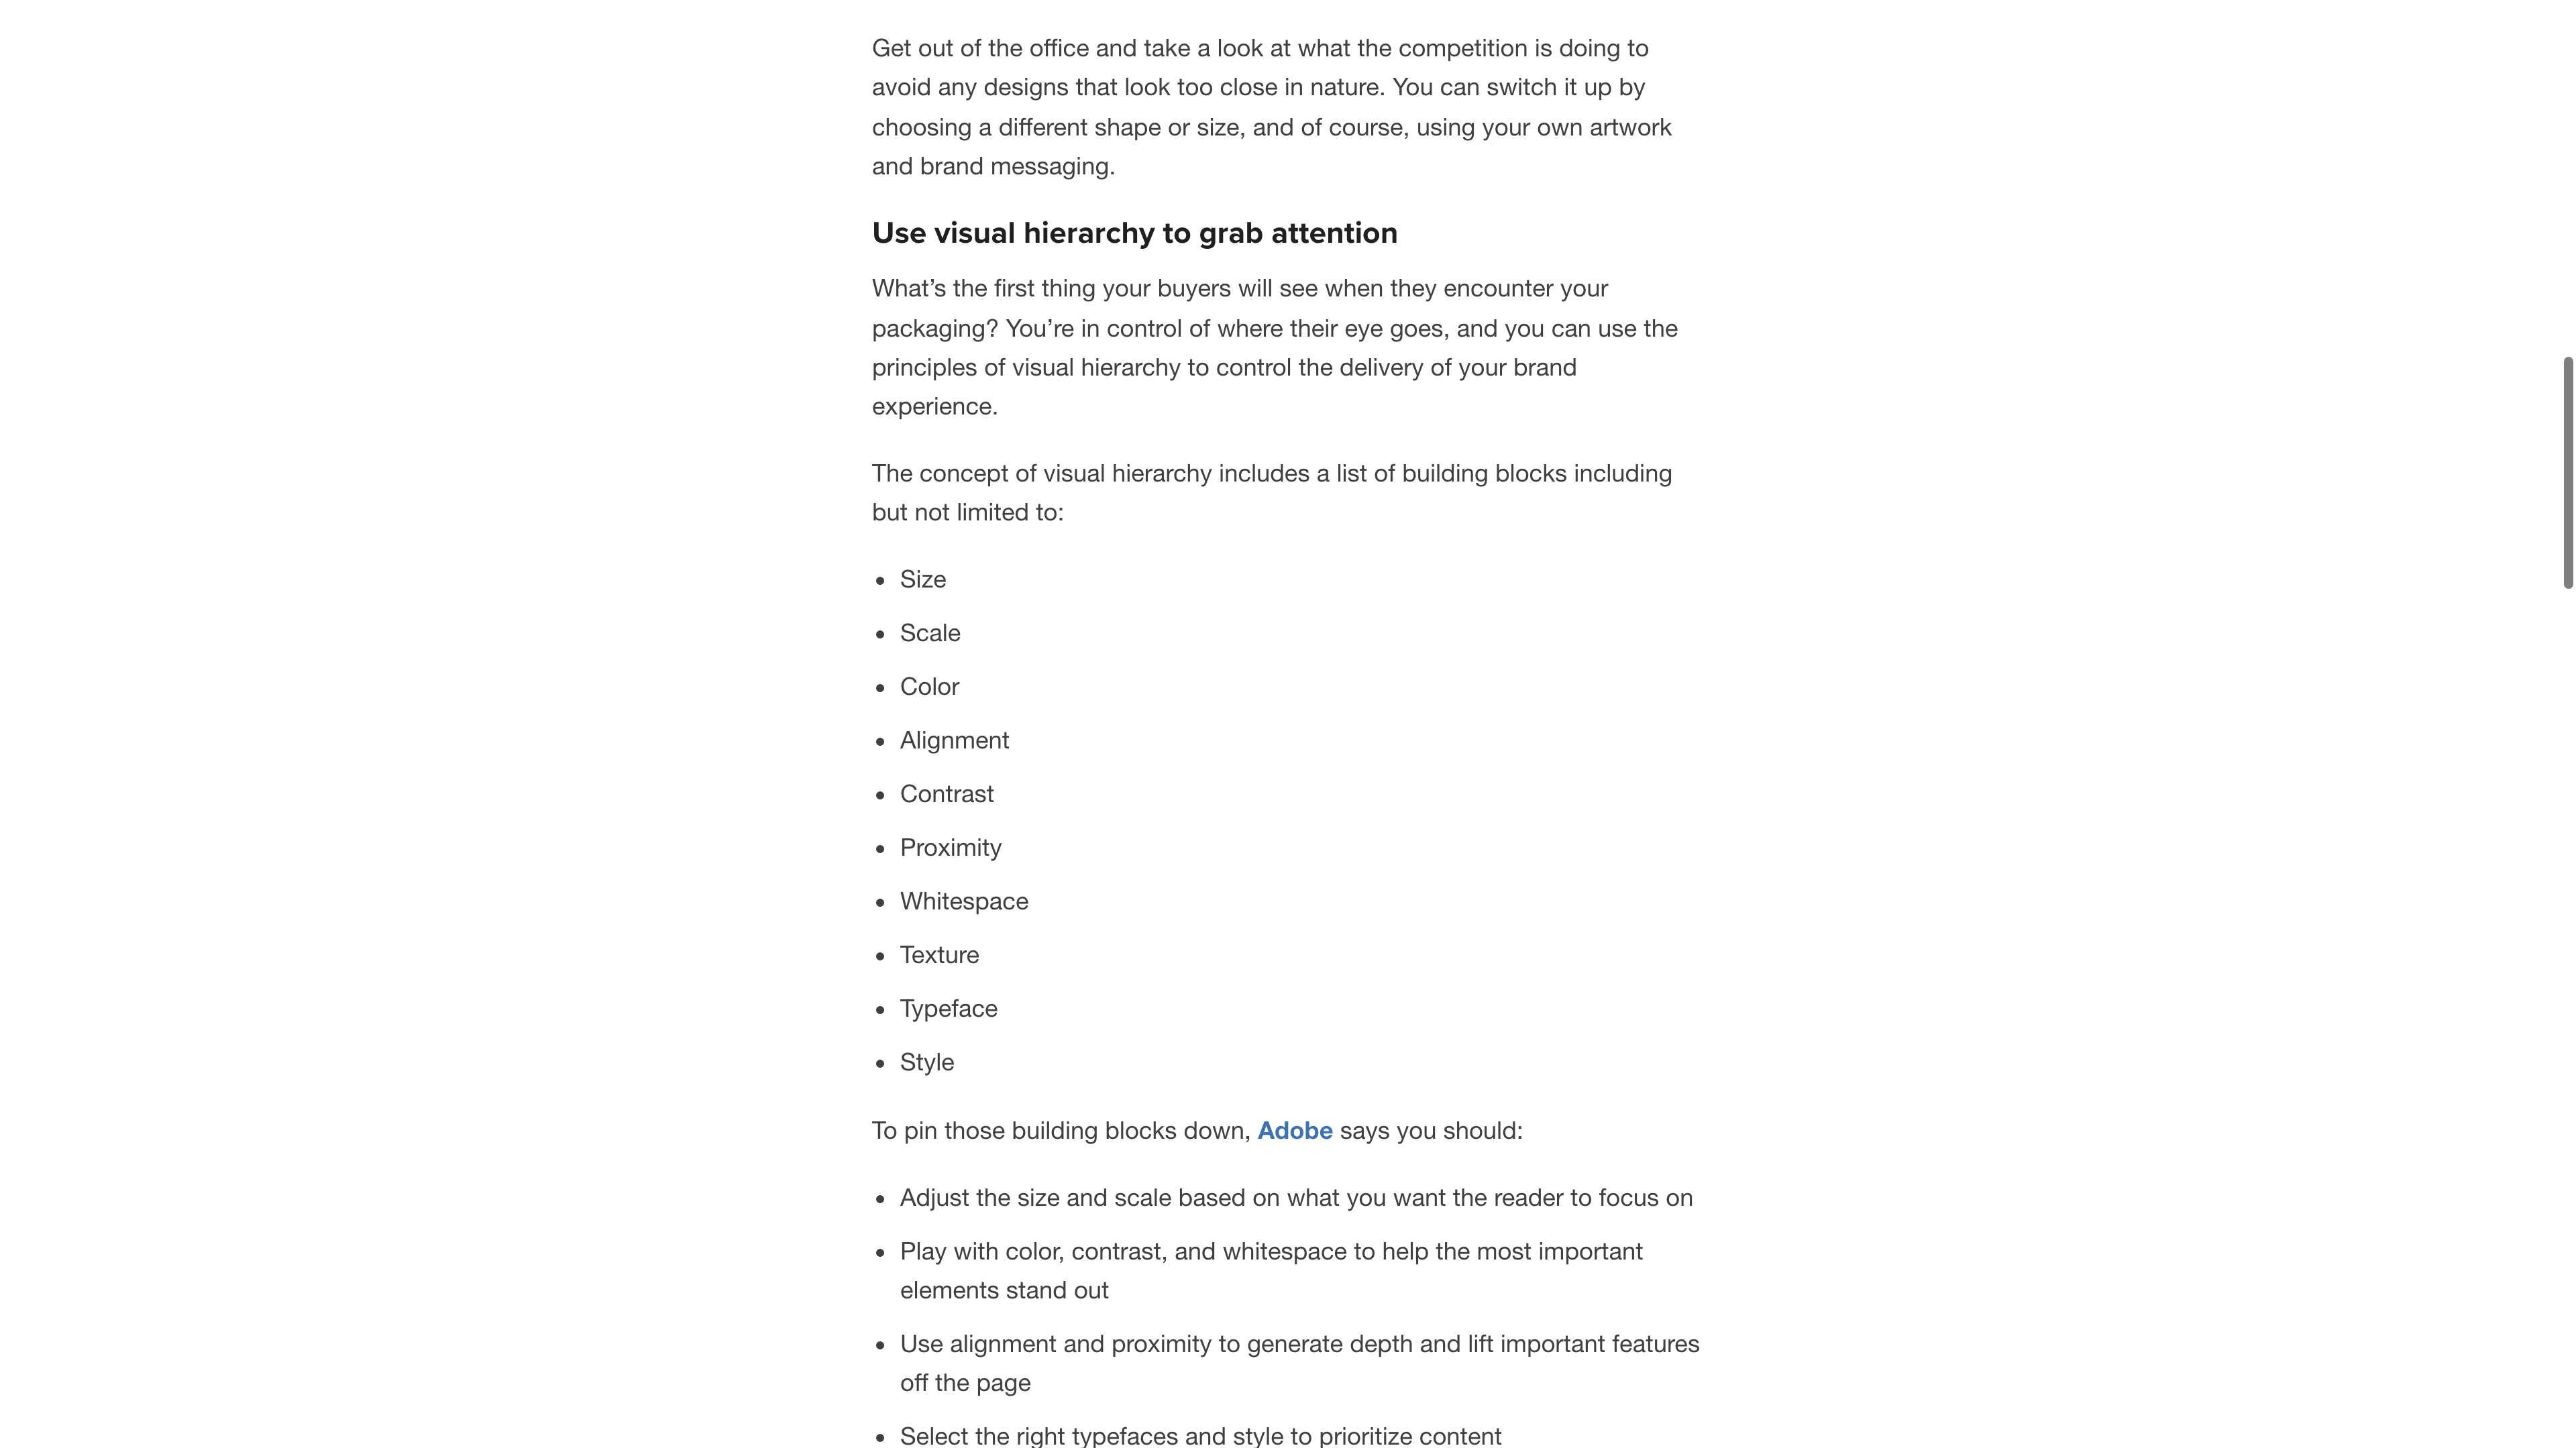 Get out of the office and take a look at what the competition is doing to
avoid any designs that look too close in nature. You can switch it up by
choosing a different shape or size, and of course, using your own artwork
and brand messaging.
Use visual hierarchy to grab attention
What’s the first thing your buyers will see when they encounter your
packaging? You’re in control of where their eye goes, and you can use the
principles of visual hierarchy to control the delivery of your brand
experience.
The concept of visual hierarchy includes a list of building blocks including
but not limited to:
• Size
• Scale
• Color
• Alignment
• Contrast
• Proximity
• Whitespace
• Texture
• Typeface
• Style
To pin those building blocks down, Adobe says you should:
• Adjust the size and scale based on what you want the reader to focus on
• Play with color, contrast, and whitespace to help the most important
elements stand out
• Use alignment and proximity to generate depth and lift important features
off the page
• Select the right typefaces and style to prioritize content